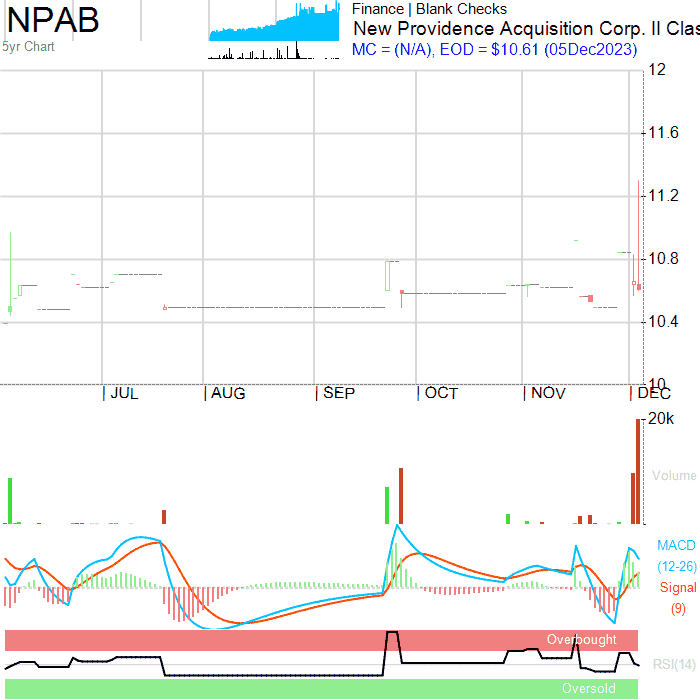 NPAB
5yr Chart
Finance | Blank Checks
New Providence Acquisition Corp. II Clas
MC = (N/A), EOD = $10.61 (05Dec2023)
12
11.6
11.2
10.8
10.4
10
| JUL | AUG | SEP | OCT | NOV | DEC
20k
Volume
MACD
(12-26)
Signal
(9)
Overbought
RSI(14)
Oversold